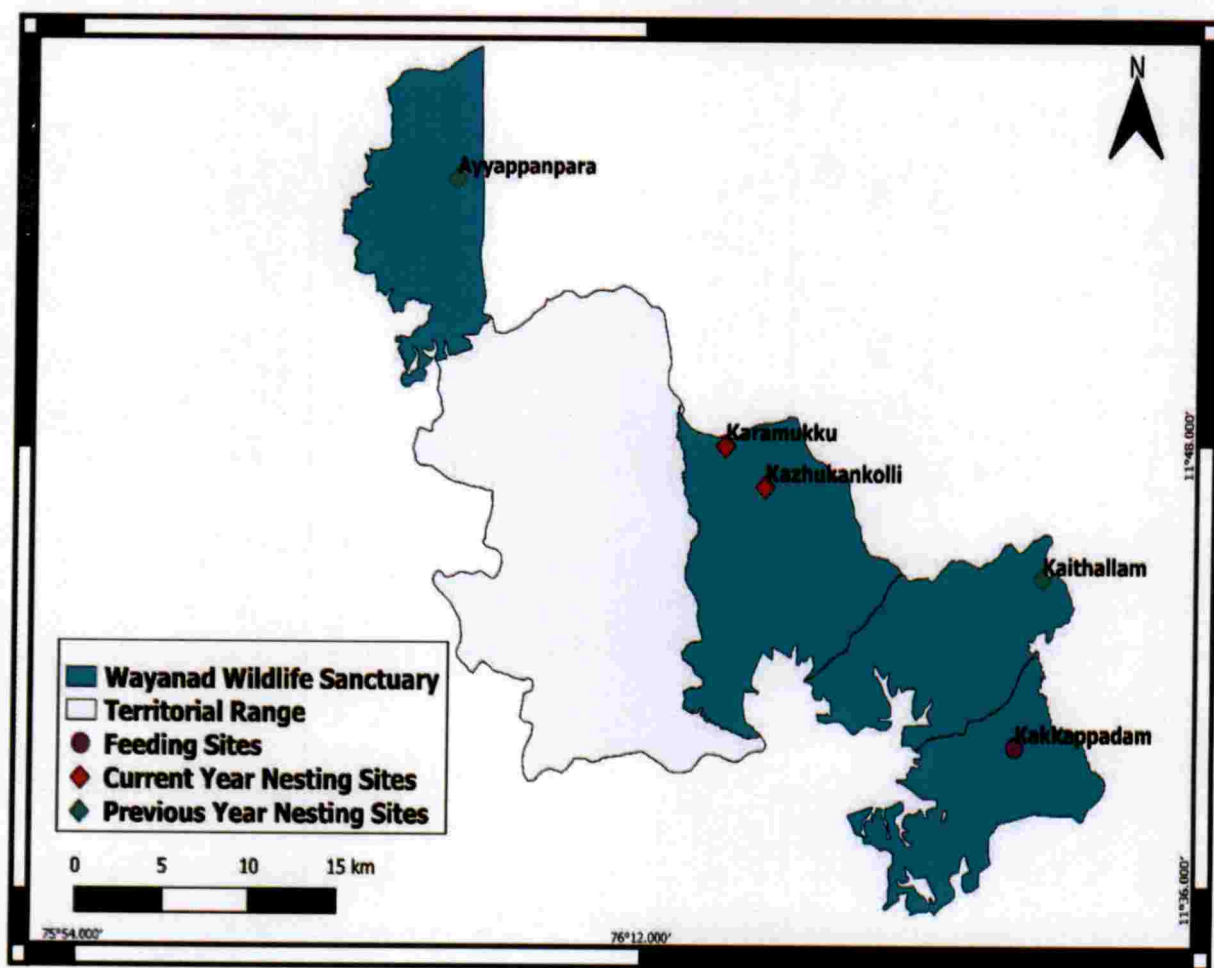 N
Ayyappanpara
Karamukku
Kazhukankolli
Kaithallam
Kakkappadam
11°48.000'
11°36.000'
Wayanad Wildlife Sanctuary
Territorial Range
Feeding Sites
Current Year Nesting Sites
Previous Year Nesting Sites
0 5 10 15 km
75°54.000' 76°12.000'